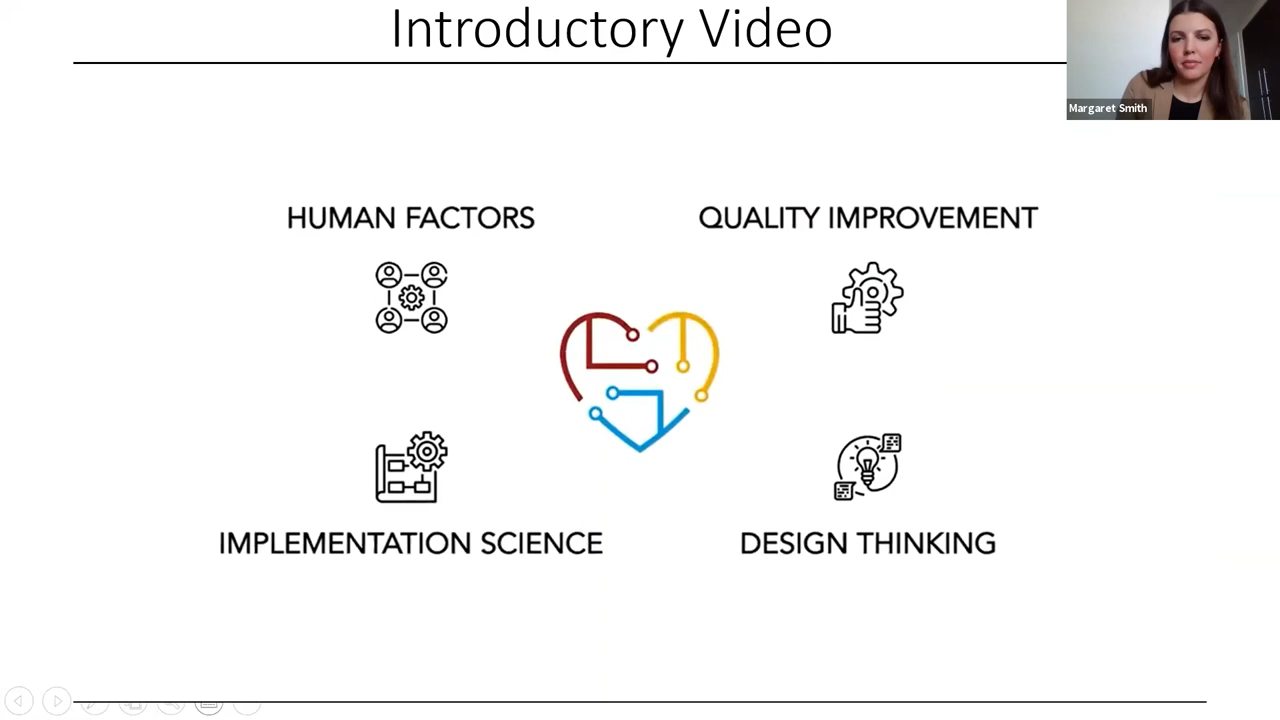 Introductory Video
Margaret Smith
HUMAN FACTORS
QUALITY IMPROVEMENT
IMPLEMENTATION SCIENCE
DESIGN THINKING